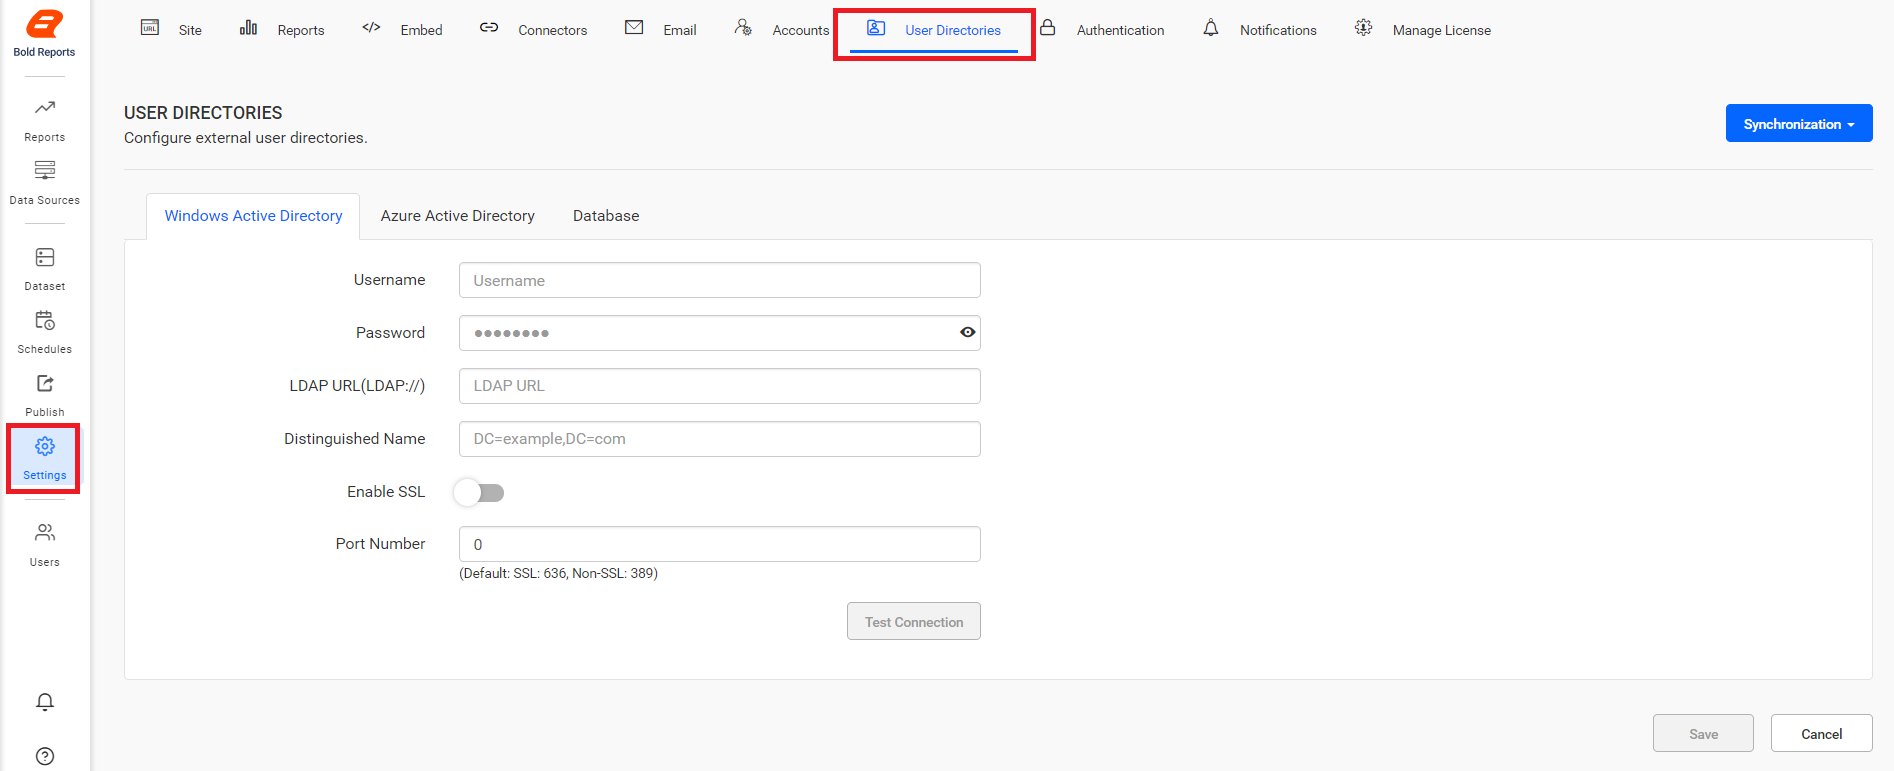 Bold Reports
Site
Reports
Embed
Connectors
Email
Accounts
User Directories
Authentication
Notifications
Manage License
Reports
Data Sources
Dataset
Schedules
Publish
Settings
Users
USER DIRECTORIES
Configure external user directories.
Synchronization
Windows Active Directory
Azure Active Directory
Database
Username
Username
Password
LDAP URL(LDAP://)
LDAP URL
Distinguished Name
DC=example,DC=com
Enable SSL
Port Number
0
(Default: SSL: 636, Non-SSL: 389)
Test Connection
Save
Cancel